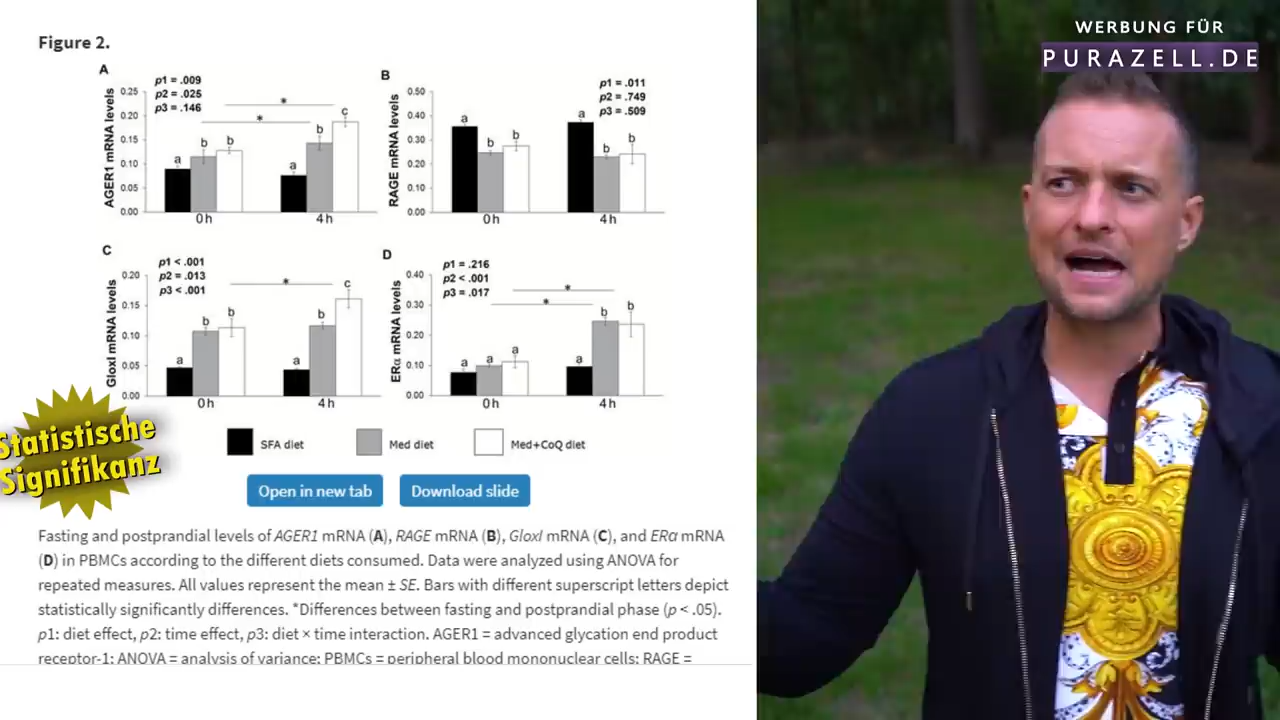 Figure 2.
A
p1 = .009
p2 = .025
p3 = .146
AGER1 mRNA levels
0.25
0.20
0.15
0.10
0.05
0.00
a
b
b
*
*
a
b
c
0h
4h
B
p1 = .011
p2 = .749
p3 = .509
RAGE mRNA levels
0.50
0.40
0.30
0.20
0.10
0.00
a
b
b
a
b
b
0h
4h
C
p1 < .001
p2 = .013
p3 < .001
GloxI mRNA levels
0.20
0.15
0.10
0.05
0.00
a
b
b
*
a
b
c
0h
4h
D
p1 = .216
p2 < .001
p3 = .017
ERα mRNA levels
0.40
0.30
0.20
0.10
0.00
a
a
a
*
*
a
b
b
0h
4h
SFA diet
Med diet
Med+CoQ diet
Statistische
Signifikanz
Open in new tab
Download slide
Fasting and postprandial levels of AGER1 mRNA (A), RAGE mRNA (B), GloxI mRNA (C), and ERα mRNA
(D) in PBMCs according to the different diets consumed. Data were analyzed using ANOVA for
repeated measures. All values represent the mean ± SE. Bars with different superscript letters depict
statistically significantly differences. *Differences between fasting and postprandial phase (p < .05).
p1: diet effect, p2: time effect, p3: diet × time interaction. AGER1 = advanced glycation end product
receptor-1; ANOVA = analysis of variance; PBMCs = peripheral blood mononuclear cells; RAGE =
WERBUNG FÜR
PURAZELL.DE